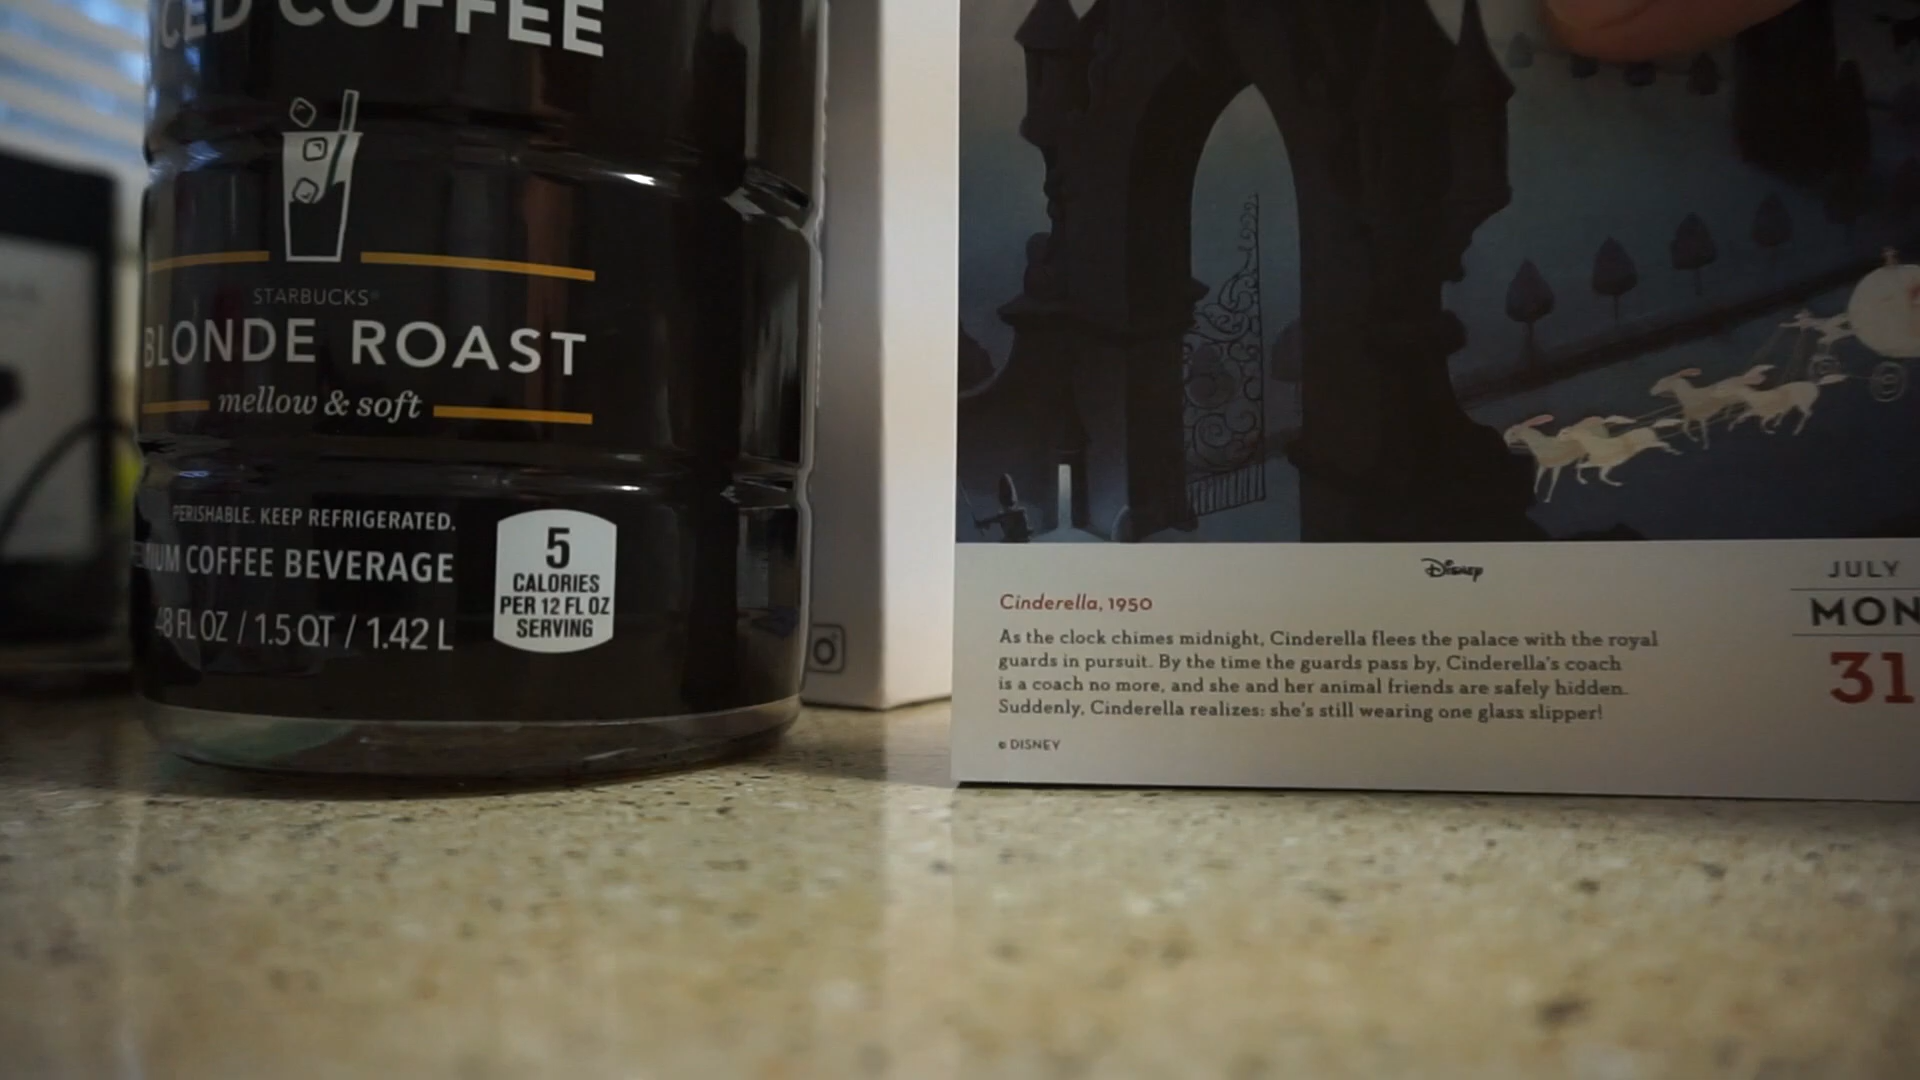 ICED COFFEE
STARBUCKS®
BLONDE ROAST
mellow & soft
PERISHABLE. KEEP REFRIGERATED.
COFFEE BEVERAGE
48 FL OZ / 1.5 QT / 1.42 L
5
CALORIES
PER 12 FL OZ
SERVING
Disney
Cinderella, 1950
As the clock chimes midnight, Cinderella flees the palace with the royal
guards in pursuit. By the time the guards pass by, Cinderella's coach
is a coach no more, and she and her animal friends are safely hidden.
Suddenly, Cinderella realizes: she's still wearing one glass slipper!
© DISNEY
JULY
MON
31